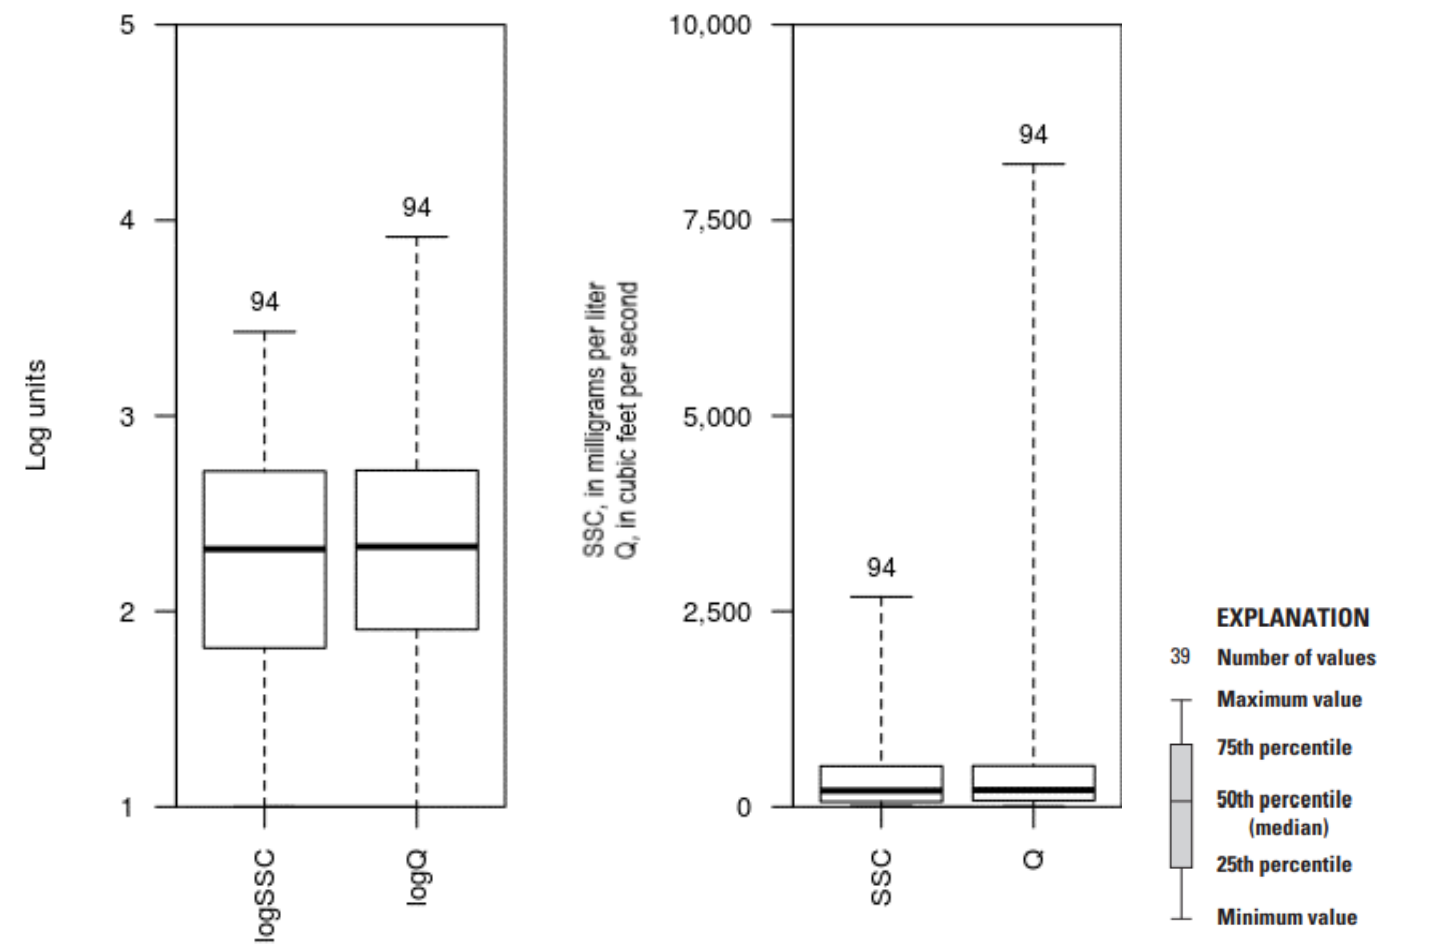 5
4
3
2
1
Log units
94
94
logSSC
logQ
10,000
7,500
5,000
2,500
0
SSC, in milligrams per liter
Q, in cubic feet per second
94
94
SSC
Q
EXPLANATION
39 Number of values
Maximum value
75th percentile
50th percentile
(median)
25th percentile
Minimum value